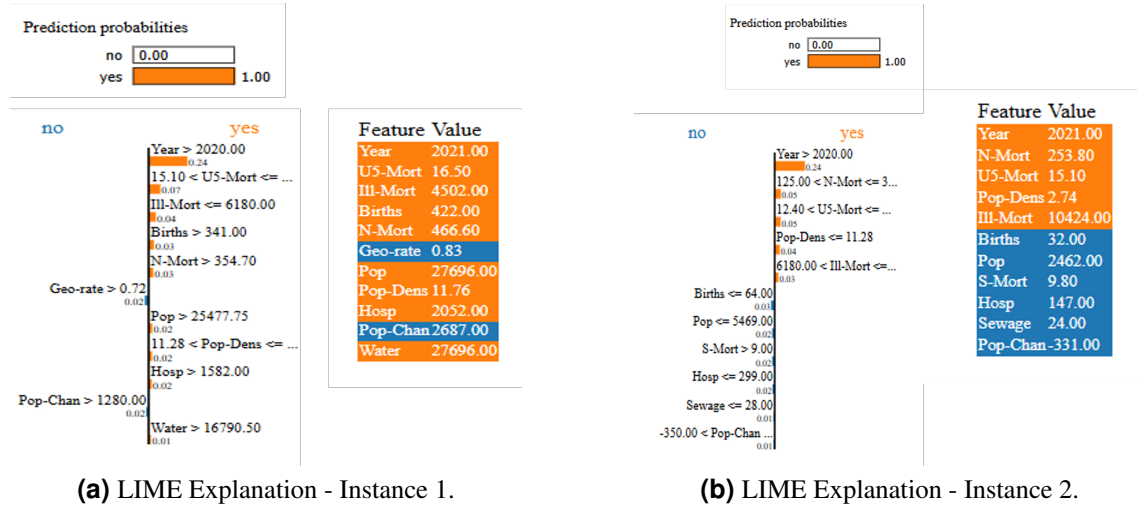 Prediction probabilities
no 0.00
yes 1.00
no yes
Year > 2020.00
0.24
15.10 < U5-Mort <= ...
0.07
Ill-Mort <= 6180.00
0.04
Births > 341.00
0.03
N-Mort > 354.70
0.03
Geo-rate > 0.72
0.02
Pop > 25477.75
0.02
11.28 < Pop-Dens <= ...
0.02
Hosp > 1582.00
0.02
Pop-Chan > 1280.00
0.02
Water > 16790.50
0.01
Feature Value
Year 2021.00
U5-Mort 16.50
Ill-Mort 4502.00
Births 422.00
N-Mort 466.60
Geo-rate 0.83
Pop 27696.00
Pop-Dens 11.76
Hosp 2052.00
Pop-Chan 2687.00
Water 27696.00
(a) LIME Explanation - Instance 1.
Prediction probabilities
no 0.00
yes 1.00
no yes
Year > 2020.00
0.24
125.00 < N-Mort <= 3...
0.05
12.40 < U5-Mort <= ...
0.05
Pop-Dens <= 11.28
0.04
6180.00 < Ill-Mort <=...
0.03
Births <= 64.00
0.03
Pop <= 5469.00
0.02
S-Mort > 9.00
0.02
Hosp <= 299.00
0.02
Sewage <= 28.00
0.01
-350.00 < Pop-Chan ...
0.01
Feature Value
Year 2021.00
N-Mort 253.80
U5-Mort 15.10
Pop-Dens 2.74
Ill-Mort 10424.00
Births 32.00
Pop 2462.00
S-Mort 9.80
Hosp 147.00
Sewage 24.00
Pop-Chan -331.00
(b) LIME Explanation - Instance 2.